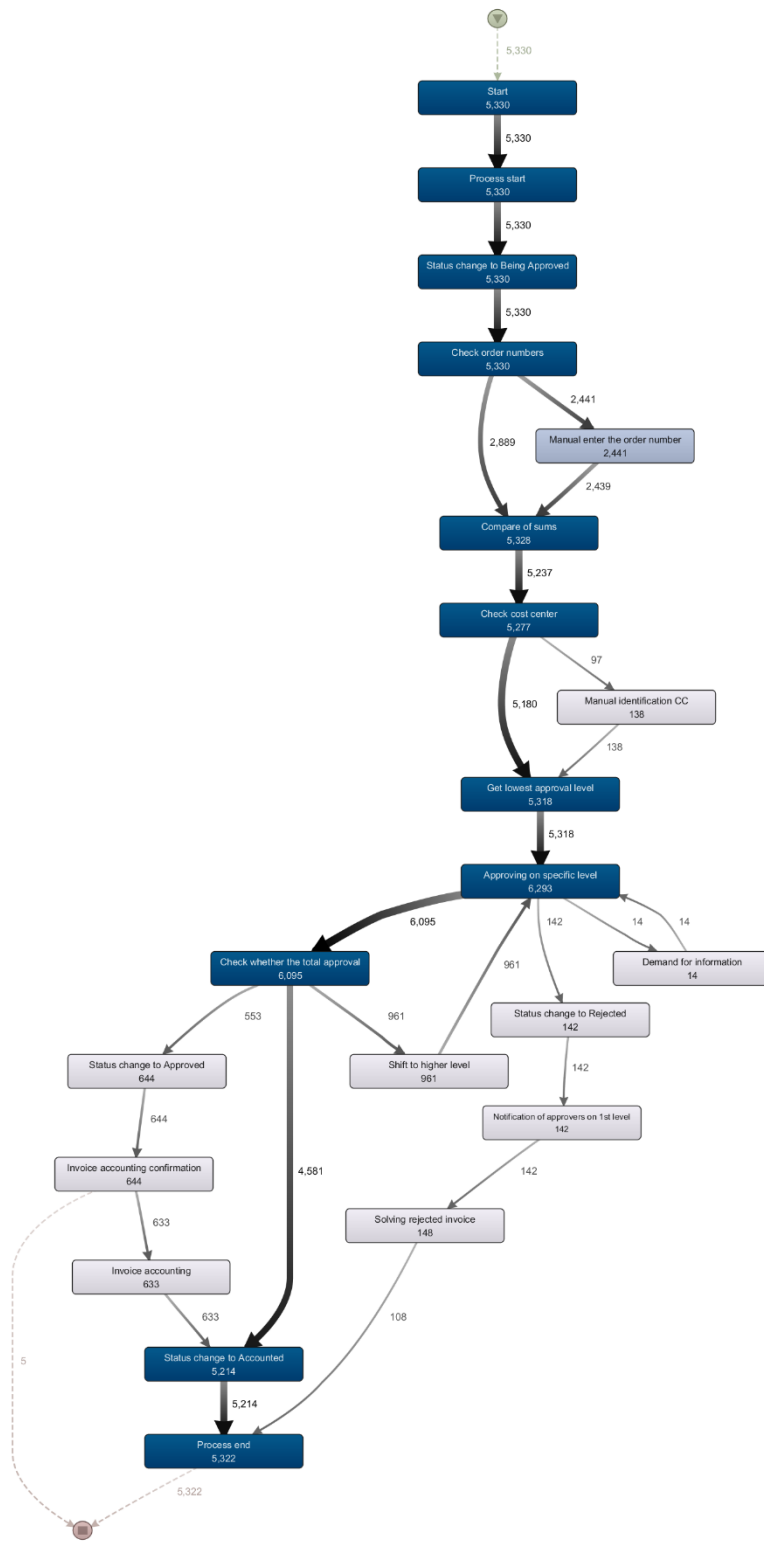 5,330
Start
5,330
5,330
Process start
5,330
5,330
Status change to Being Approved
5,330
5,330
Check order numbers
5,330
2,441
2,889
Manual enter the order number
2,441
2,439
Compare of sums
5,328
5,237
Check cost center
5,277
97
5,180
Manual identification CC
138
138
Get lowest approval level
5,318
5,318
Approving on specific level
6,293
6,095
142
14
14
Check whether the total approval
6,095
961
Demand for information
14
553
961
Status change to Rejected
142
Status change to Approved
644
Shift to higher level
961
142
644
Notification of approvers on 1st level
142
Invoice accounting confirmation
644
4,581
142
633
Solving rejected invoice
148
Invoice accounting
633
633
108
5
Status change to Accounted
5,214
5,214
Process end
5,322
5,322